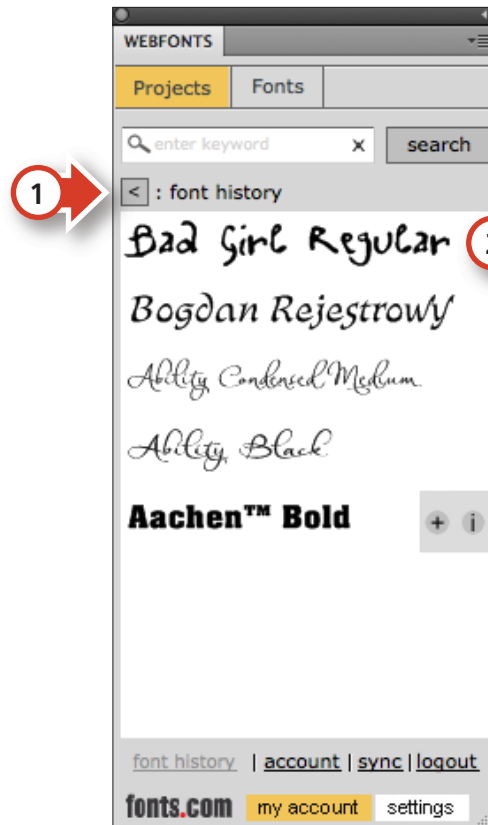 WEBFONTS
Projects Fonts
enter keyword x search
1 < : font history
Bad Girl Regular
Bogdan Rejestrowy
Ability Condensed Medium
Ability Black
Aachen™ Bold + i
font history | account | sync | logout
fonts.com my account settings